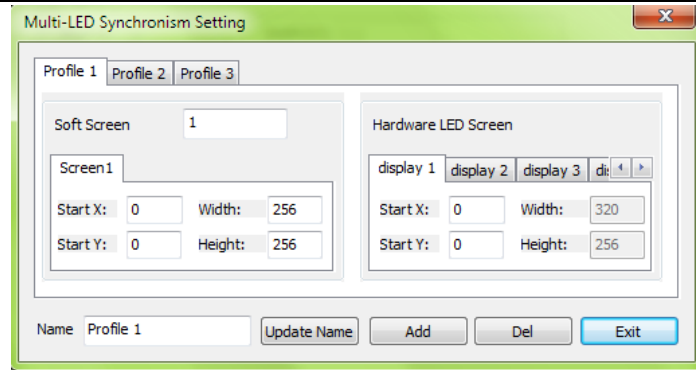 Multi-LED Synchronism Setting
Profile 1 Profile 2 Profile 3
Soft Screen 1
Screen1
Start X: 0 Width: 256
Start Y: 0 Height: 256
Hardware LED Screen
display 1 display 2 display 3
Start X: 0 Width: 320
Start Y: 0 Height: 256
Name Profile 1 Update Name Add Del Exit